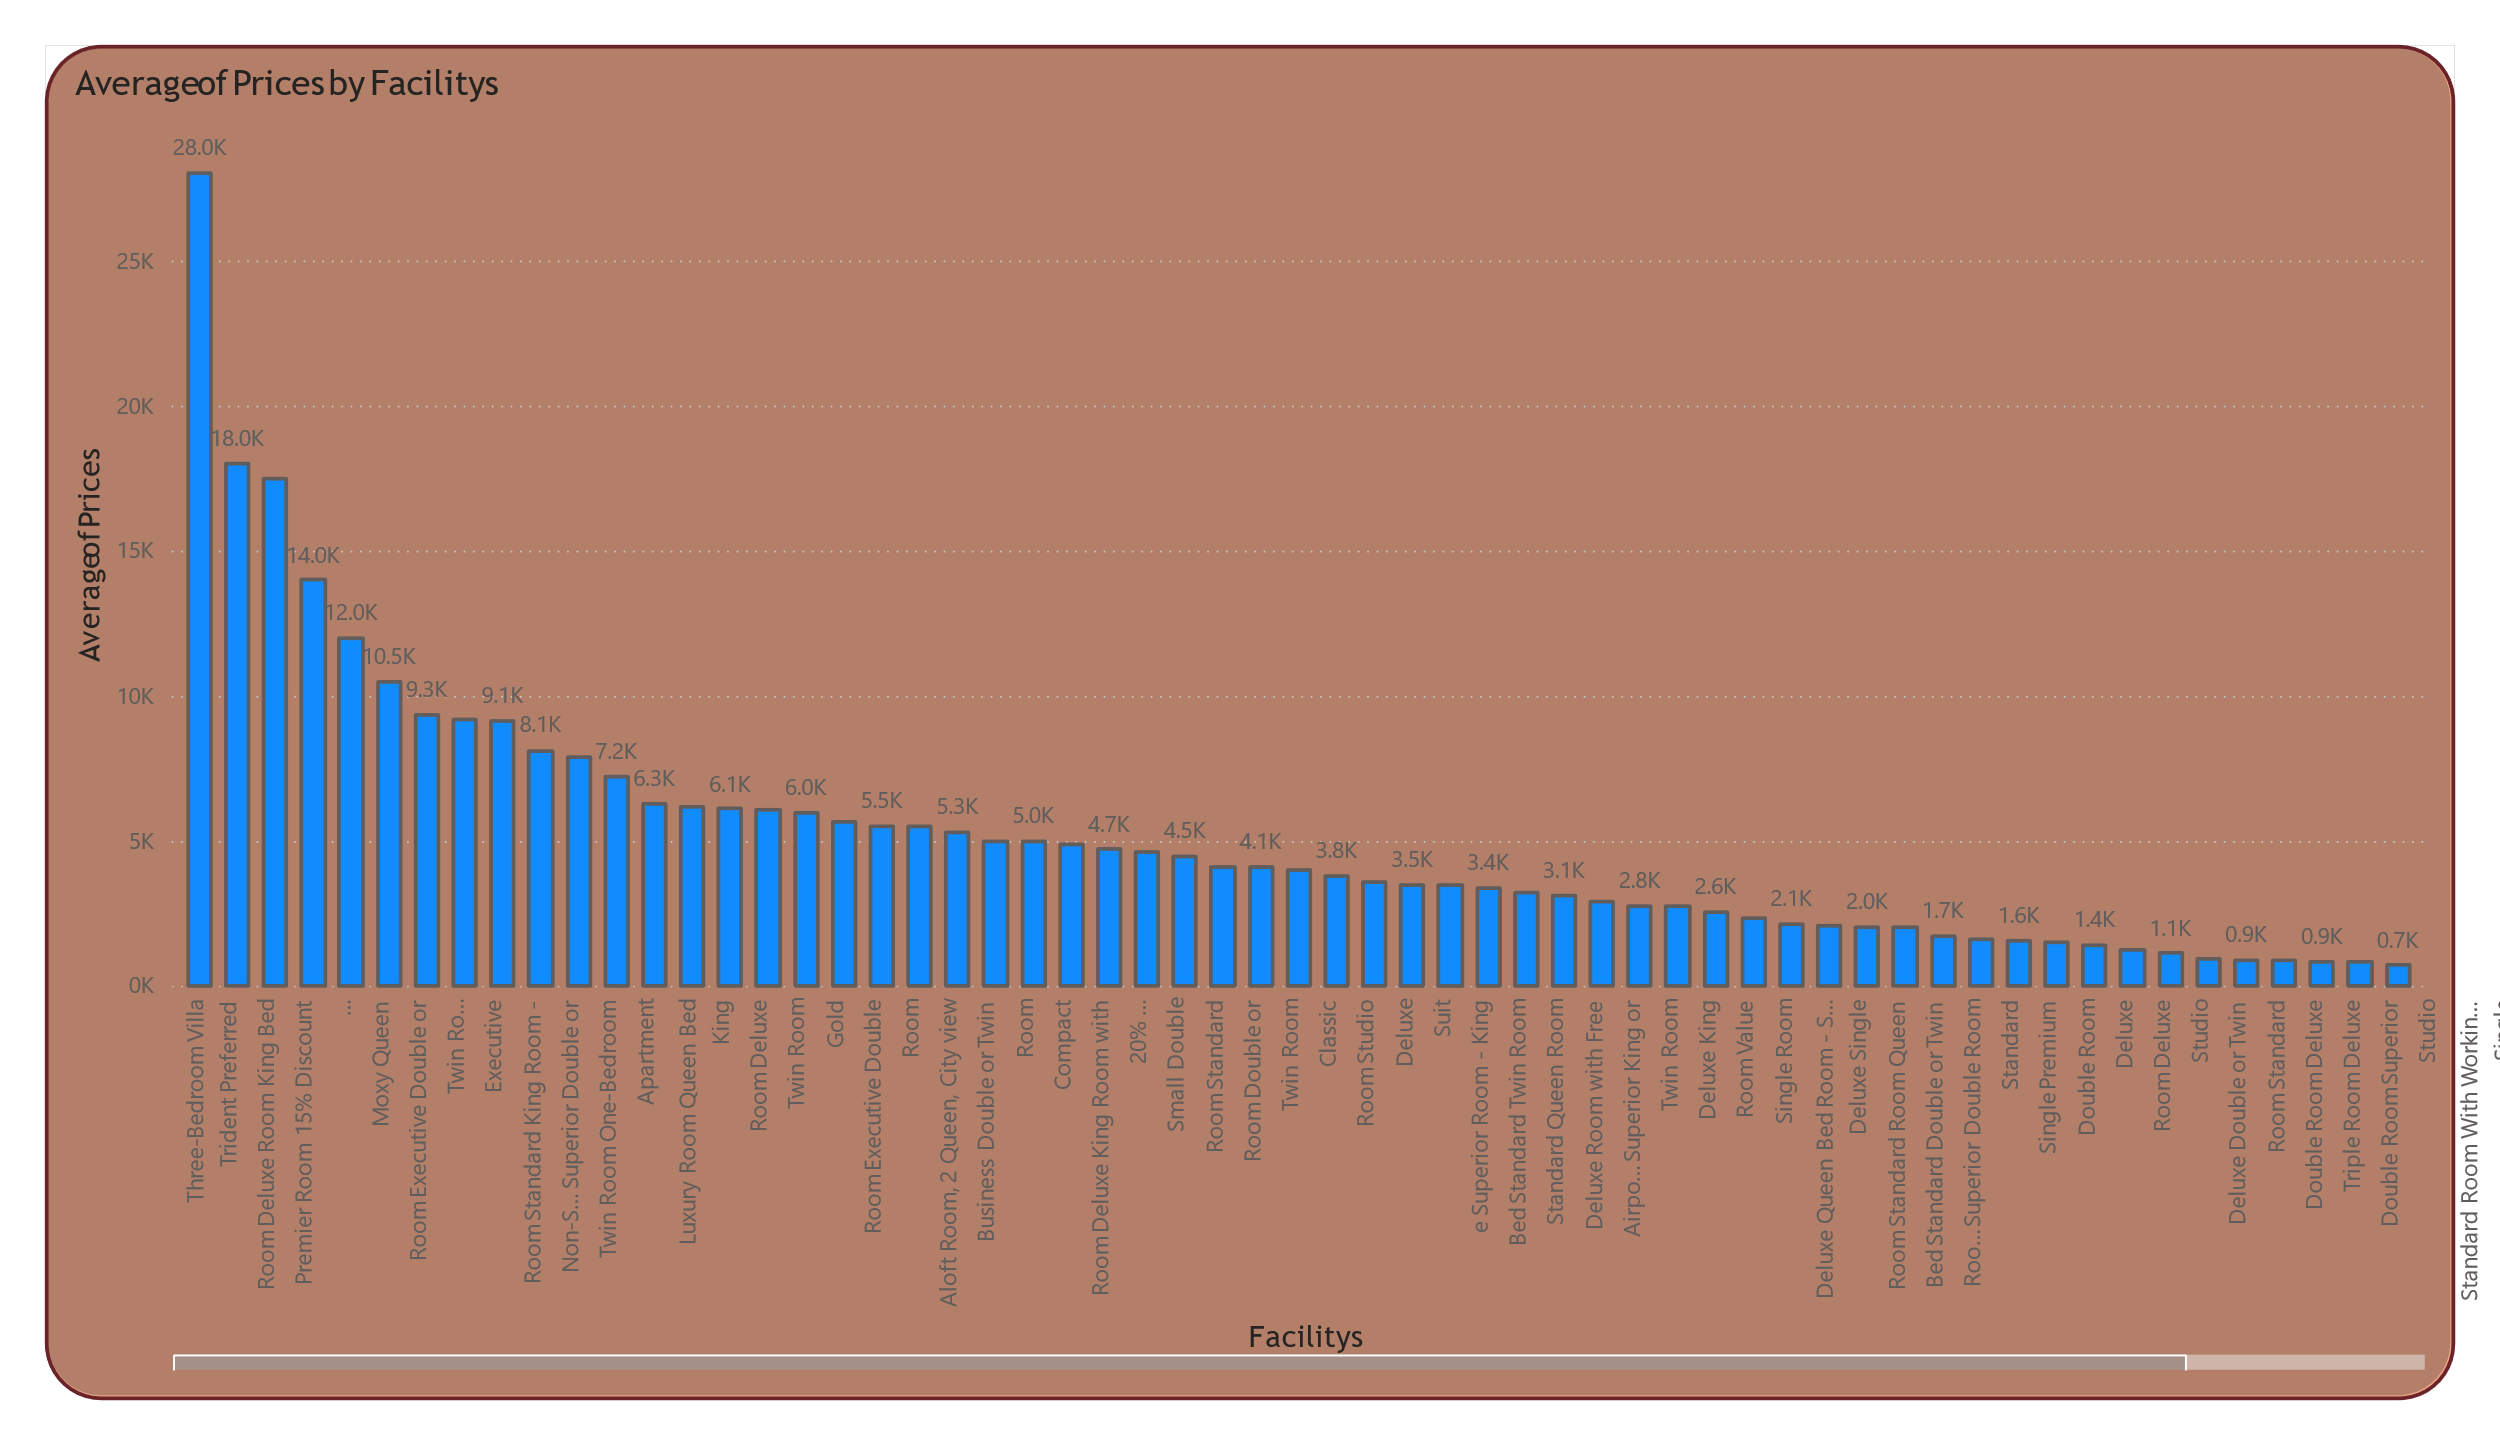 Average of Prices by Facilitys
28.0K
25K
20K
18.0K
15K
14.0K
12.0K
10.5K
10K
9.3K
9.1K
8.1K
7.2K
6.3K
6.1K
6.0K
5.5K
5.3K
5.0K
4.7K
4.5K
4.1K
3.8K
3.5K
3.4K
3.1K
2.8K
2.6K
2.1K
2.0K
1.7K
1.6K
1.4K
1.1K
0.9K
0.9K
0.7K
5K
0K
Average of Prices
Three-Bedroom Villa
Trident Preferred
Room Deluxe Room King Bed
Premier Room 15% Discount
...
Moxy Queen
Room Executive Double or
Twin Ro...
Executive
Room Standard King Room -
Non-S... Superior Double or
Twin Room One-Bedroom
Apartment
Luxury Room Queen Bed
King
Room Deluxe
Twin Room
Gold
Room Executive Double
Room
Aloft Room, 2 Queen, City view
Business Double or Twin
Room
Compact
Room Deluxe King Room with
20% ...
Small Double
Room Standard
Room Double or
Twin Room
Classic
Room Studio
Deluxe
Suit
e Superior Room - King
Bed Standard Twin Room
Standard Queen Room
Deluxe Room with Free
Airpo... Superior King or
Twin Room
Deluxe King
Room Value
Single Room
Deluxe Queen Bed Room - S...
Deluxe Single
Room Standard Room Queen
Bed Standard Double or Twin
Roo... Superior Double Room
Standard
Single Premium
Double Room
Deluxe
Room Deluxe
Studio
Deluxe Double or Twin
Room Standard
Double Room Deluxe
Triple Room Deluxe
Double Room Superior
Studio
Standard Room With Workin...
Facilitys